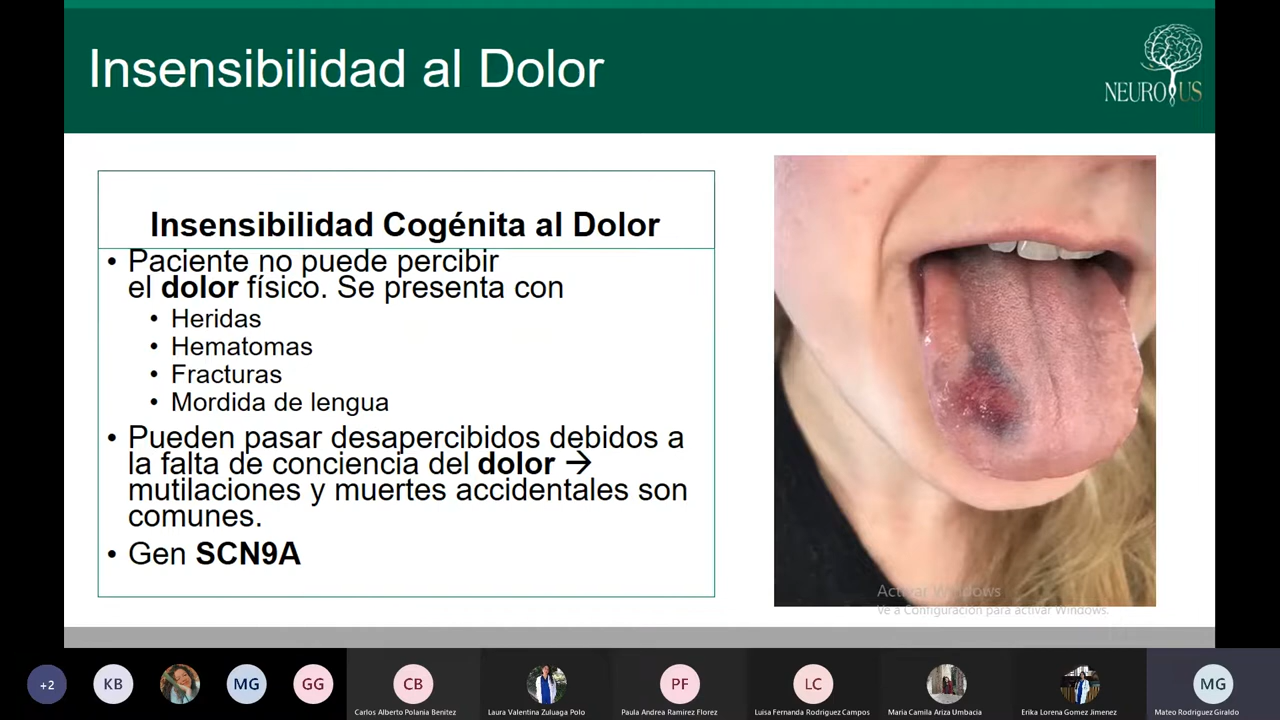 Insensibilidad al Dolor
NEURO US
Insensibilidad Cogénita al Dolor
• Paciente no puede percibir
el dolor físico. Se presenta con
• Heridas
• Hematomas
• Fracturas
• Mordida de lengua
• Pueden pasar desapercibidos debidos a
la falta de conciencia del dolor →
mutilaciones y muertes accidentales son
comunes.
• Gen SCN9A
Activar Windows
Ve a Configuración para activar Windows.
+2
KB
MG
GG
CB
PF
LC
MG
Carlos Alberto Polania Benitez
Laura Valentina Zuluaga Polo
Paula Andrea Ramirez Florez
Luisa Fernanda Rodriguez Campos
Maria Camila Ariza Umbacia
Erika Lorena Gomez Jimenez
Mateo Rodriguez Giraldo